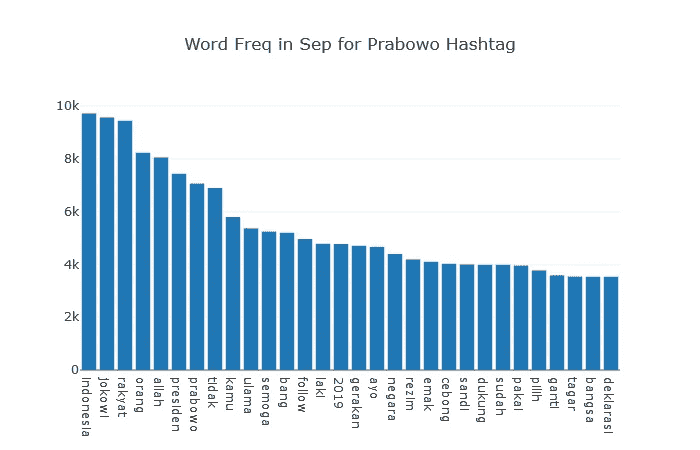 Word Freq in Sep for Prabowo Hashtag
10k
8k
6k
4k
2k
0
indonesia
jokowi
rakyat
orang
allah
presiden
prabowo
tidak
kamu
ulama
semoga
bang
follow
laki
2019
gerakan
ayo
negara
rezim
emak
cebong
sandi
dukung
sudah
pakai
pilih
ganti
tagar
bangsa
deklarasi